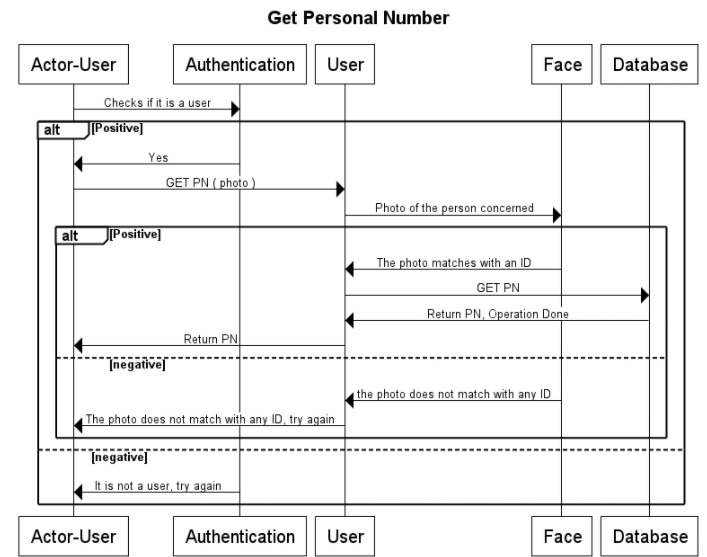 Get Personal Number
Actor-User Authentication User Face Database
Checks if it is a user
alt [Positive]
Yes
GET PN ( photo )
Photo of the person concerned
alt [Positive]
The photo matches with an ID
GET PN
Return PN, Operation Done
Return PN
[negative]
the photo does not match with any ID
The photo does not match with any ID, try again
[negative]
It is not a user, try again
Actor-User Authentication User Face Database